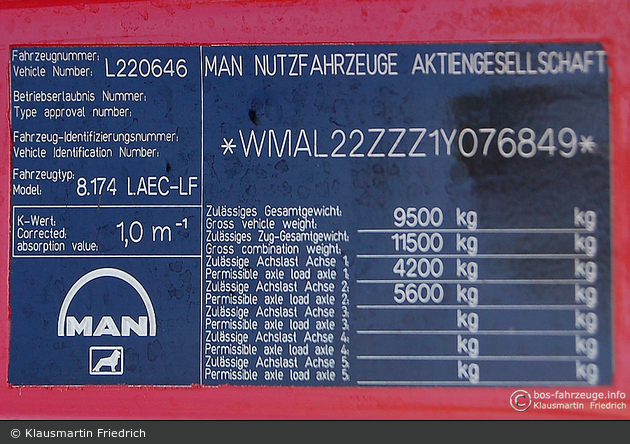 Fahrzeugnummer:
Vehicle Number: L220646
Betriebserlaubnis Nummer:
Type approval number:
Fahrzeug-Identifizierungsnummer:
Vehicle Identification Number:
Fahrzeugtyp:
Model: 8.174 LAEC-LF
K-Wert:
Corrected absorption value: 1,0 m⁻¹
MAN
MAN NUTZFAHRZEUGE AKTIENGESELLSCHAFT
*WMAL22ZZZ1Y076849*
Zulässiges Gesamtgewicht:
Gross vehicle weight: 9500 kg kg
Zulässiges Zug-Gesamtgewicht:
Gross combination weight: 11500 kg kg
Zulässige Achslast Achse 1:
Permissible axle load axle 1: 4200 kg kg
Zulässige Achslast Achse 2:
Permissible axle load axle 2: 5600 kg kg
Zulässige Achslast Achse 3:
Permissible axle load axle 3: kg kg
Zulässige Achslast Achse 4:
Permissible axle load axle 4: kg kg
Zulässige Achslast Achse 5:
Permissible axle load axle 5: kg kg
© bos-fahrzeuge.info
Klausmartin Friedrich
© Klausmartin Friedrich